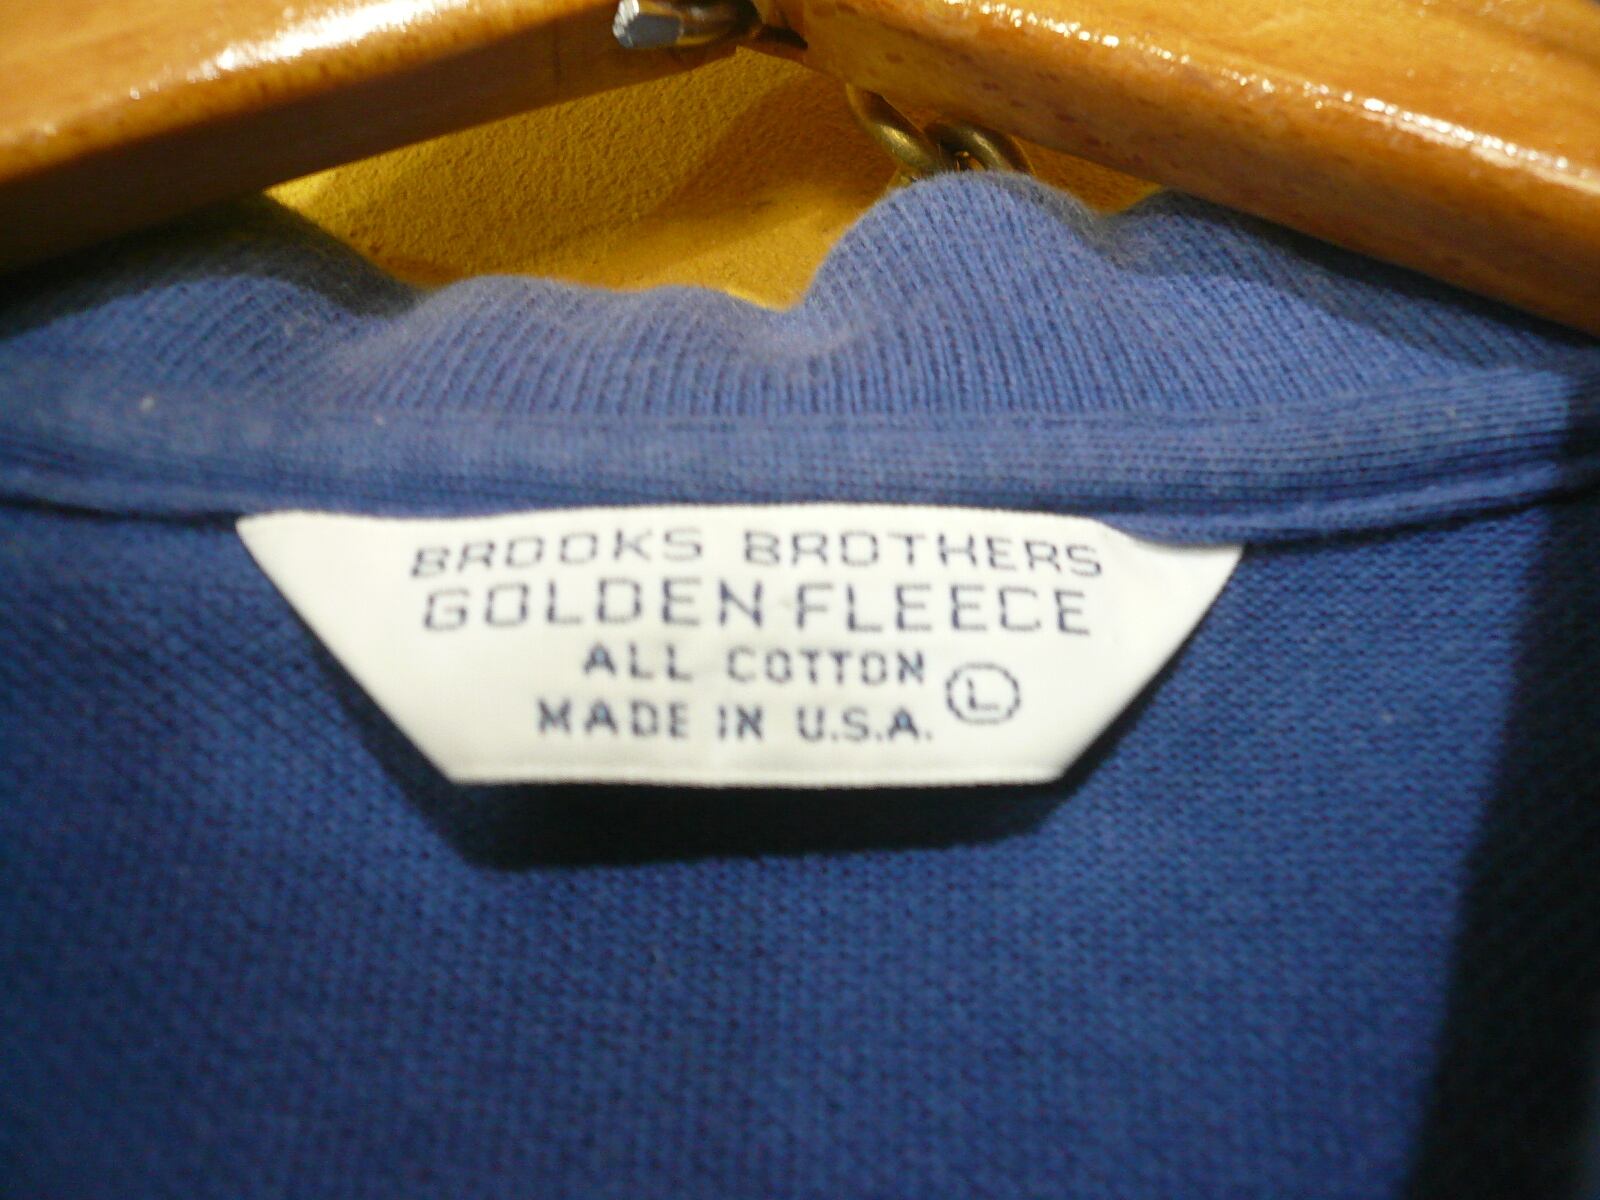 BROOKS BROTHERS
GOLDEN FLEECE
ALL COTTON
MADE IN U.S.A. L